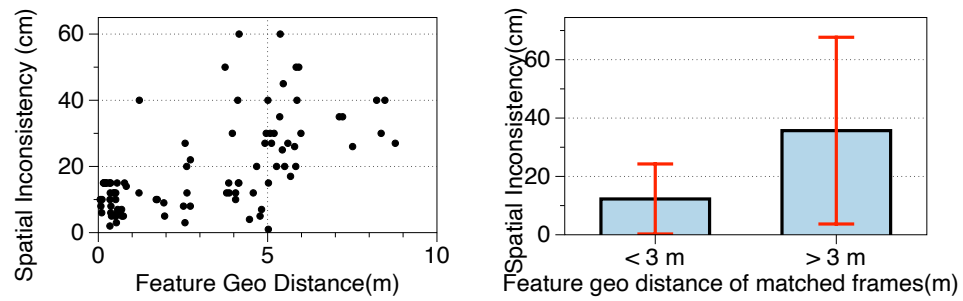 Spatial Inconsistency (cm)
60
40
20
0
0
5
10
Feature Geo Distance(m)
Spatial Inconsistency(cm)
60
40
20
0
< 3 m
> 3 m
Feature geo distance of matched frames(m)